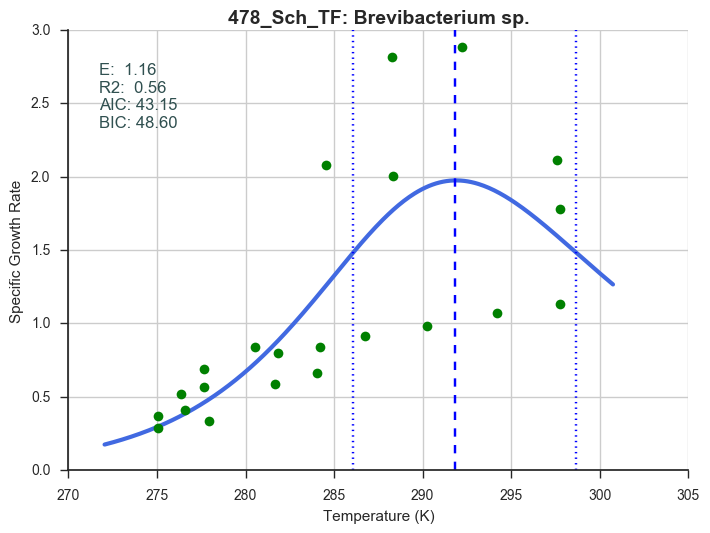 478_Sch_TF: Brevibacterium sp.
E:  1.16
R2:  0.56
AIC: 43.15
BIC: 48.60
Specific Growth Rate
3.0
2.5
2.0
1.5
1.0
0.5
0.0
270 275 280 285 290 295 300 305
Temperature (K)